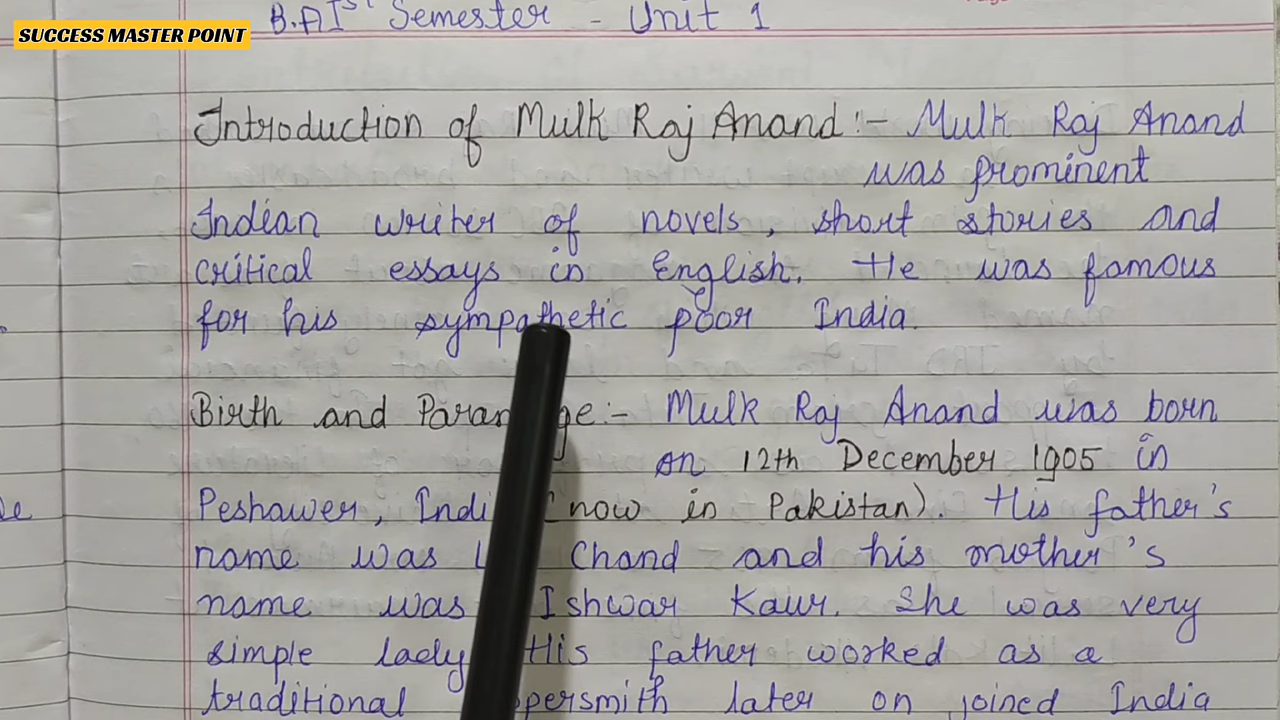 B.A Ist Semester - Unit 1
SUCCESS MASTER POINT
Introduction of Mulk Raj Anand :- Mulk Raj Anand
was prominent
Indian writer of novels, short stories and
critical essays in English. He was famous
for his sympathetic poor India.
Birth and :- Mulk Raj Anand was born
on 12th December 1905 in
Peshawer, now in Pakistan). His father's
name was Chand and his mother's
name was Ishwar Kaur. She was very
simple lady His father worked as a
traditional later on joined India